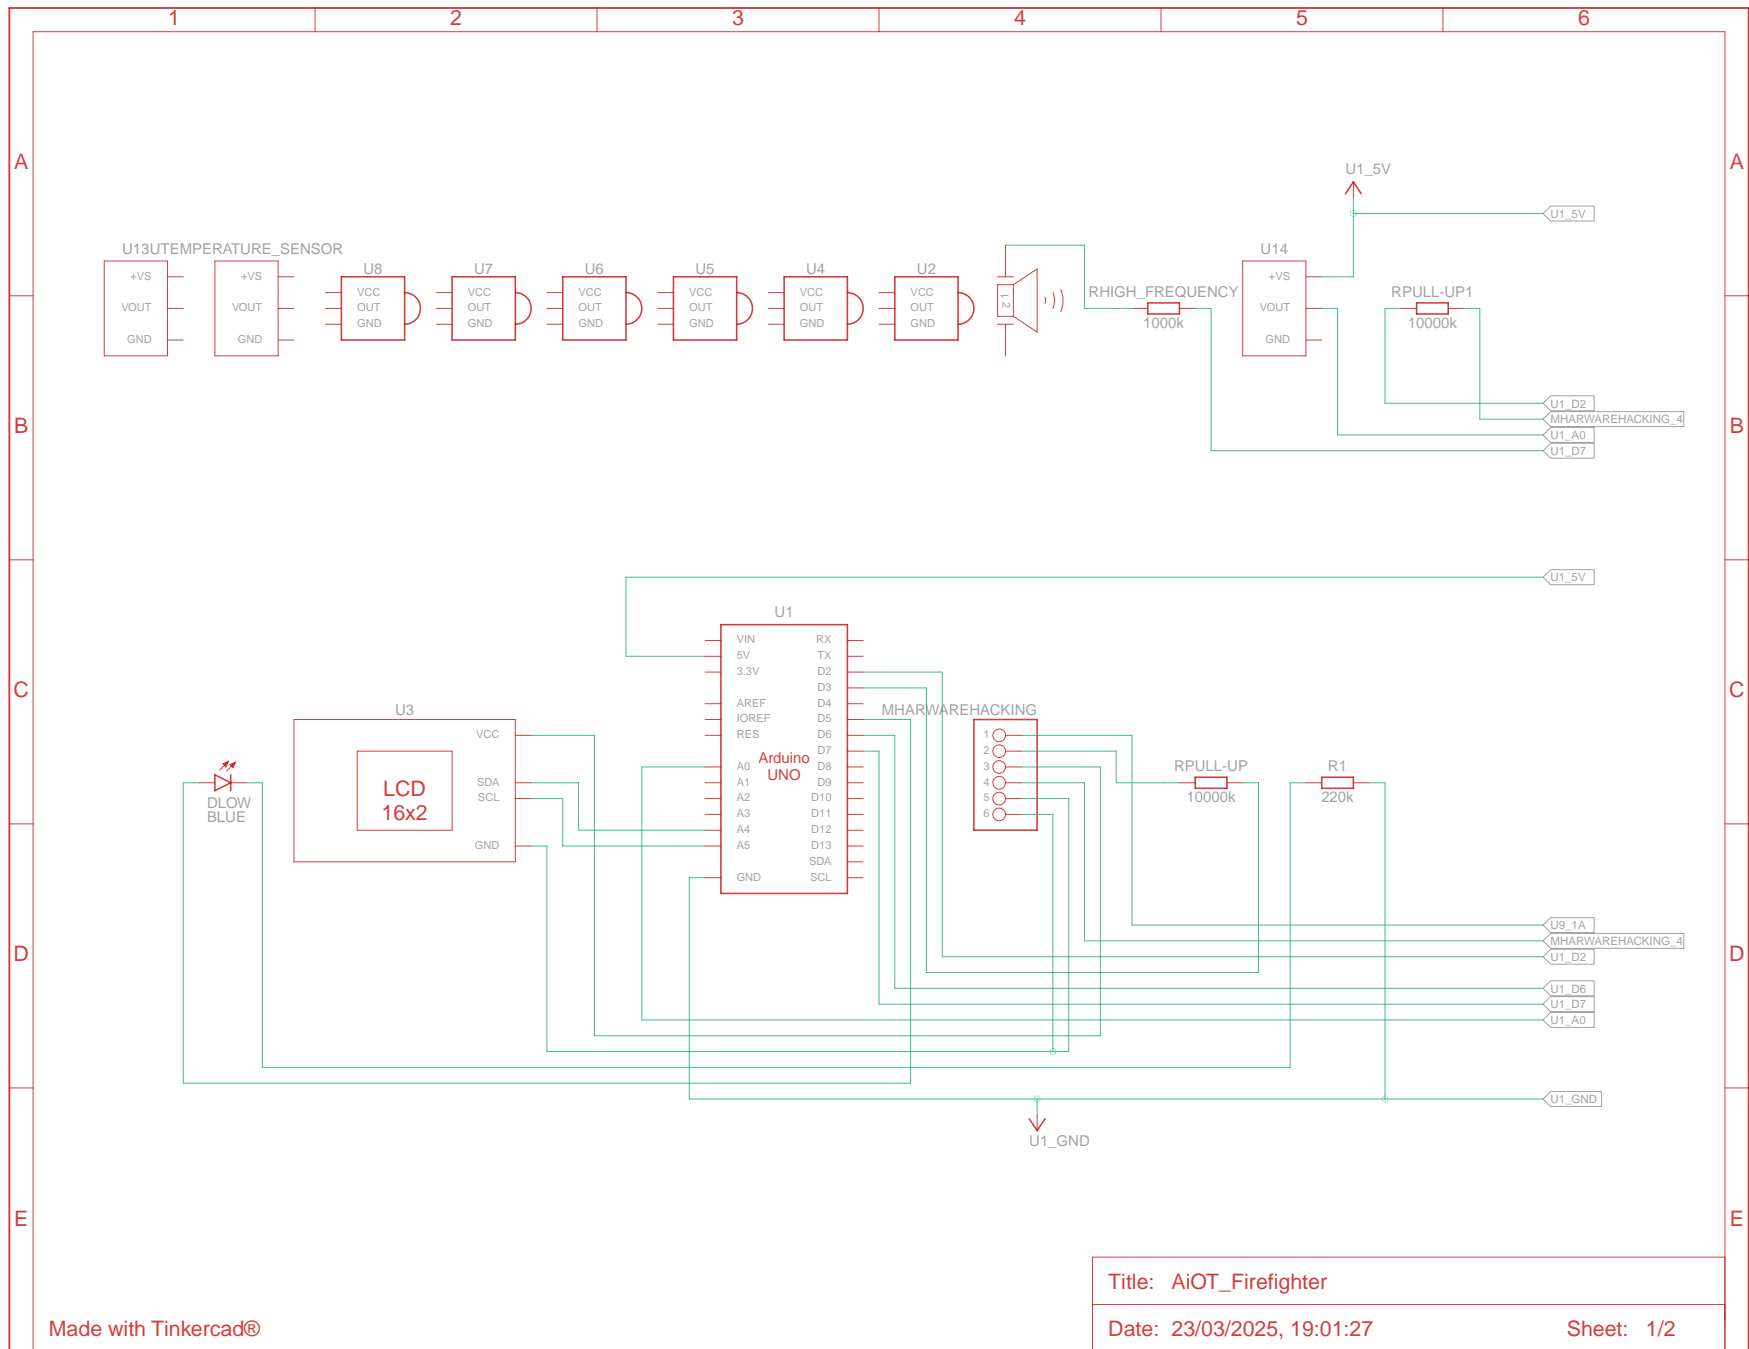 1 2 3 4 5 6
A A
U1_5V
U1_5V
U13UTEMPERATURE_SENSOR
+VS
VOUT
GND
+VS
VOUT
GND
U8
VCC
OUT
GND
U7
VCC
OUT
GND
U6
VCC
OUT
GND
U5
VCC
OUT
GND
U4
VCC
OUT
GND
U2
VCC
OUT
GND
1 2
RHIGH_FREQUENCY
1000k
U14
+VS
VOUT
GND
RPULL-UP1
10000k
B B
U1_D2
MHARWAREHACKING_4
U1_A0
U1_D7
U1_5V
C C
U1
VIN
5V
3.3V
AREF
IOREF
RES
A0
A1
A2
A3
A4
A5
GND
Arduino
UNO
RX
TX
D2
D3
D4
D5
D6
D7
D8
D9
D10
D11
D12
D13
SDA
SCL
U3
VCC
SDA
SCL
GND
LCD
16x2
DLOW
BLUE
MHARWAREHACKING
1
2
3
4
5
6
RPULL-UP
10000k
R1
220k
D D
U9_1A
MHARWAREHACKING_4
U1_D2
U1_D6
U1_D7
U1_A0
U1_GND
U1_GND
E E
Title: AiOT_Firefighter
Made with Tinkercad®
Date: 23/03/2025, 19:01:27 Sheet: 1/2